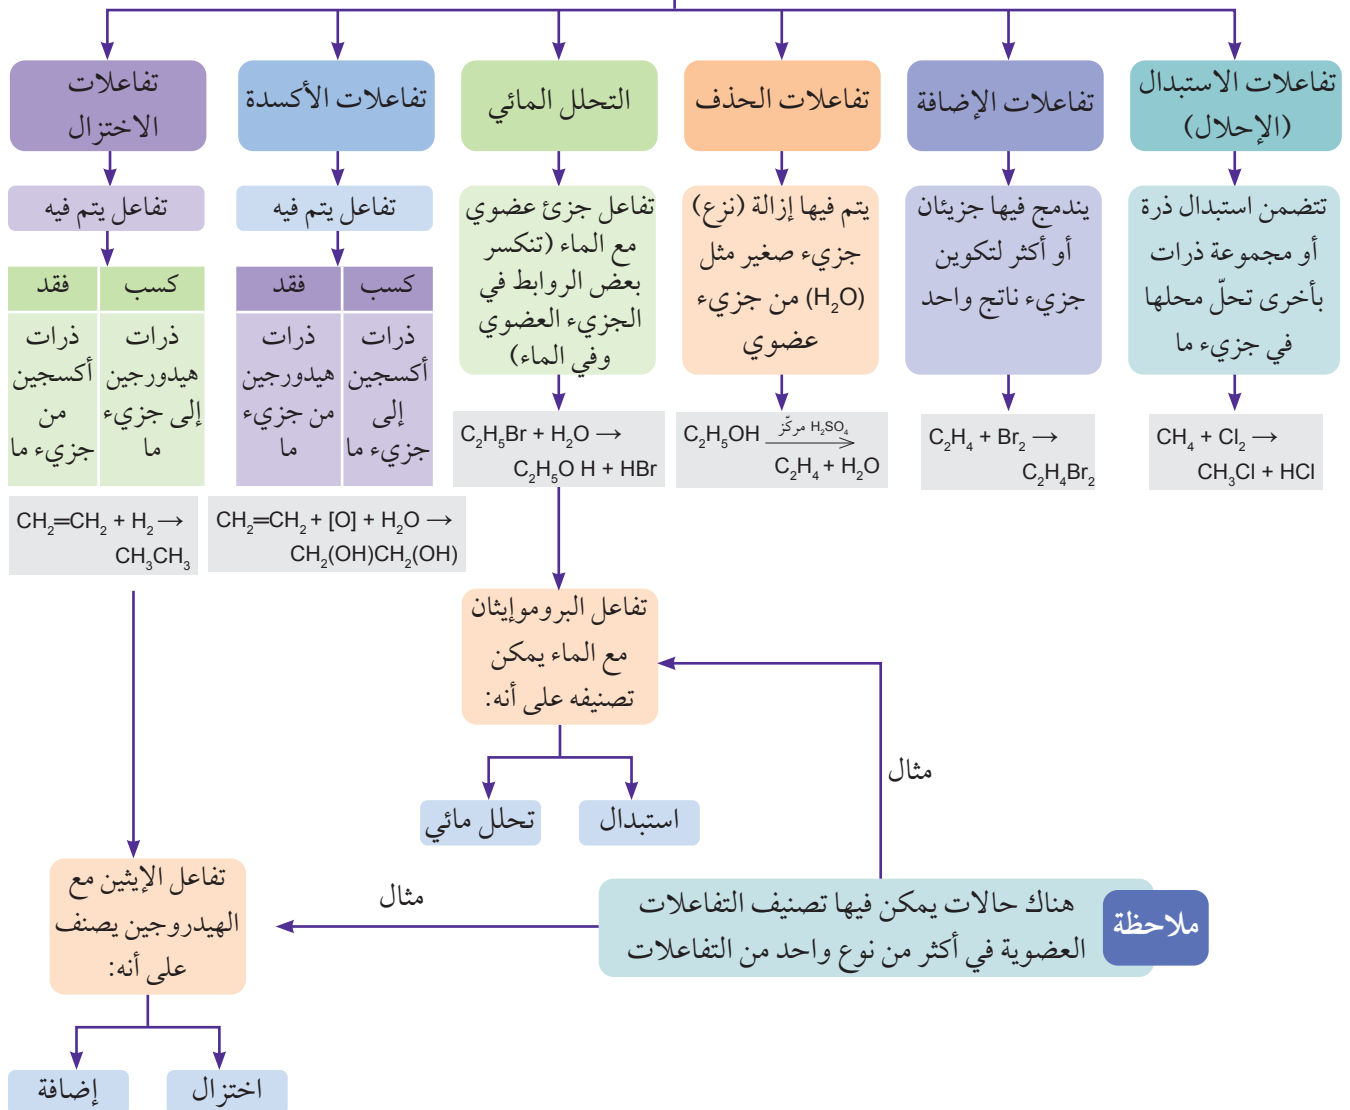 تفاعلات الاستبدال
(الإحلال)
تتضمن استبدال ذرة
أو مجموعة ذرات
بأخرى تحلّ محلها
في جزيء ما
CH₄ + Cl₂ →
CH₃Cl + HCl
تفاعلات الإضافة
يندمج فيها جزيئان
أو أكثر لتكوين
جزيء ناتج واحد
C₂H₄ + Br₂ →
C₂H₄Br₂
تفاعلات الحذف
يتم فيها إزالة (نزع)
جزيء صغير مثل
(H₂O) من جزيء
عضوي
مركّز H₂SO₄
C₂H₅OH →
C₂H₄ + H₂O
التحلل المائي
تفاعل جزئ عضوي
مع الماء (تنكسر
بعض الروابط في
الجزيء العضوي
وفي الماء)
C₂H₅Br + H₂O →
C₂H₅O H + HBr
تفاعلات الأكسدة
تفاعل يتم فيه
كسب
ذرات
أكسجين
إلى
جزيء ما
فقد
ذرات
هيدورجين
من جزيء
ما
CH₂=CH₂ + [O] + H₂O →
CH₂(OH)CH₂(OH)
تفاعلات
الاختزال
تفاعل يتم فيه
كسب
ذرات
هيدورجين
إلى جزيء
ما
فقد
ذرات
أكسجين
من
جزيء ما
CH₂=CH₂ + H₂ →
CH₃CH₃
تفاعل البروموإيثان
مع الماء يمكن
تصنيفه على أنه:
استبدال
تحلل مائي
مثال
ملاحظة
هناك حالات يمكن فيها تصنيف التفاعلات
العضوية في أكثر من نوع واحد من التفاعلات
مثال
تفاعل الإيثين مع
الهيدروجين يصنف
على أنه:
اختزال
إضافة